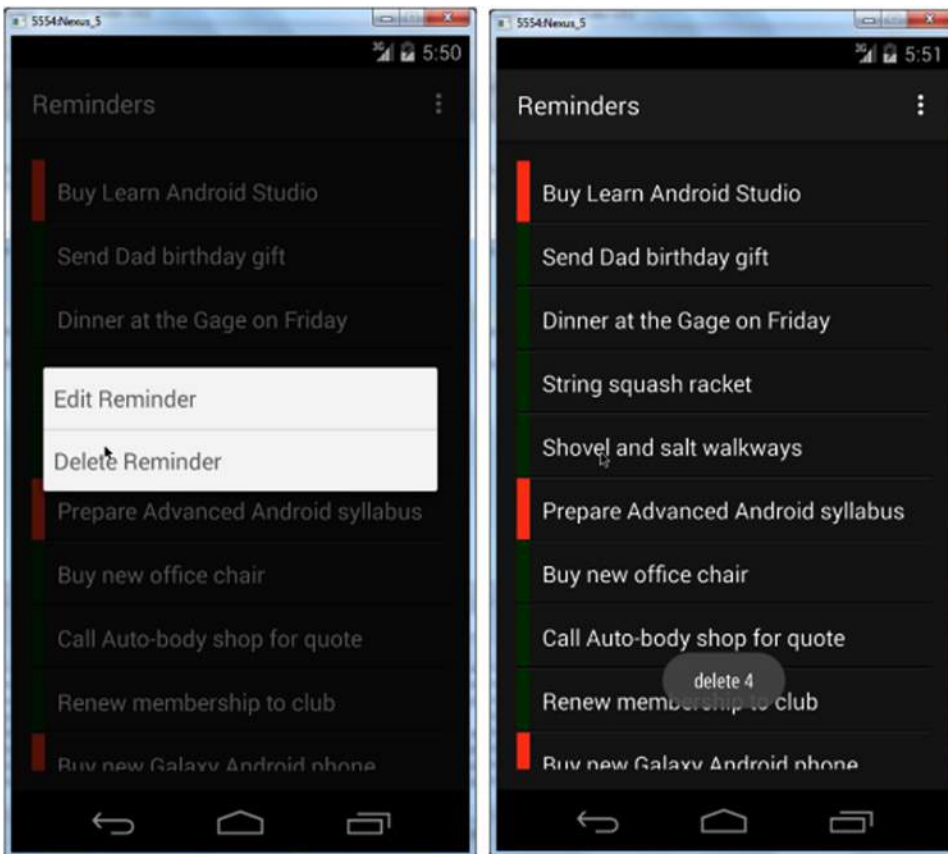 5554:Nexus_5
3G 5:50
Reminders
Buy Learn Android Studio
Send Dad birthday gift
Dinner at the Gage on Friday
Edit Reminder
Delete Reminder
Prepare Advanced Android syllabus
Buy new office chair
Call Auto-body shop for quote
Renew membership to club
Buy new Galaxy Android phone
5554:Nexus_5
3G 5:51
Reminders
Buy Learn Android Studio
Send Dad birthday gift
Dinner at the Gage on Friday
String squash racket
Shovel and salt walkways
Prepare Advanced Android syllabus
Buy new office chair
Call Auto-body shop for quote
delete 4
Renew membership to club
Buy new Galaxy Android phone